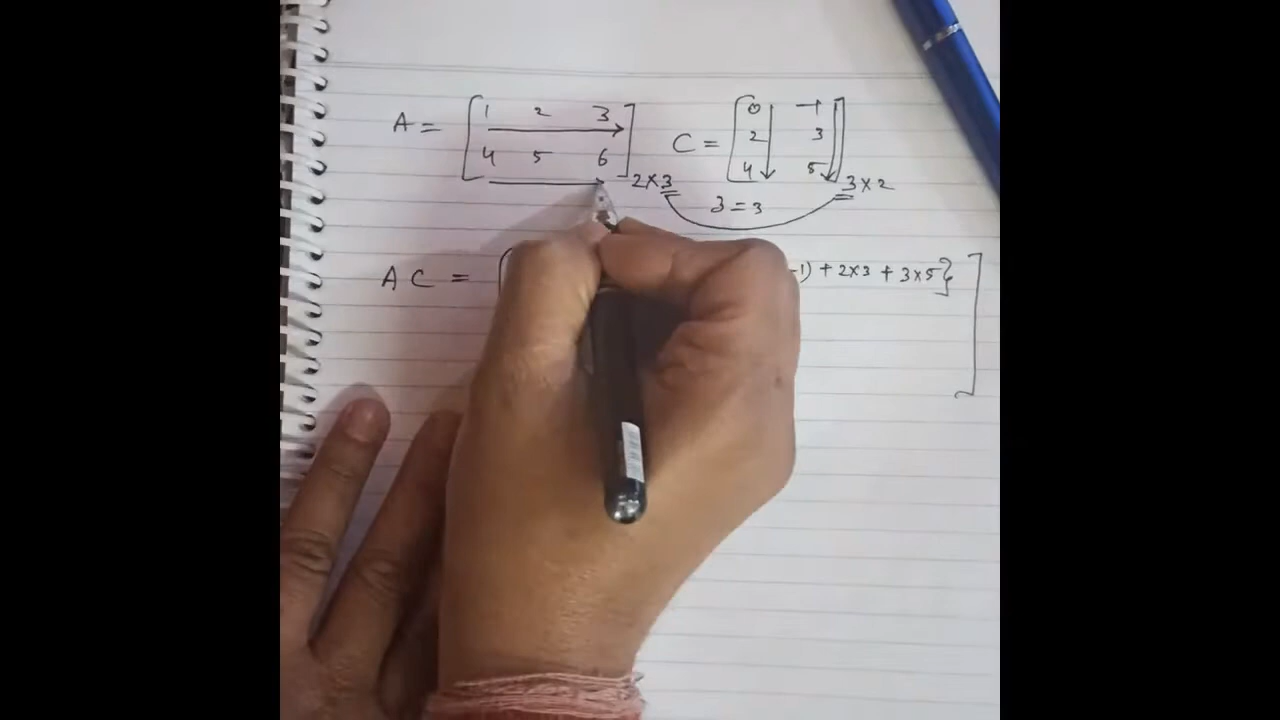 A = [1 2 3
4 5 6] 2×3
C = [0 -1
2 3
4 5] 3×2
3 = 3
A C = [ -1) + 2×3 + 3×5} ]